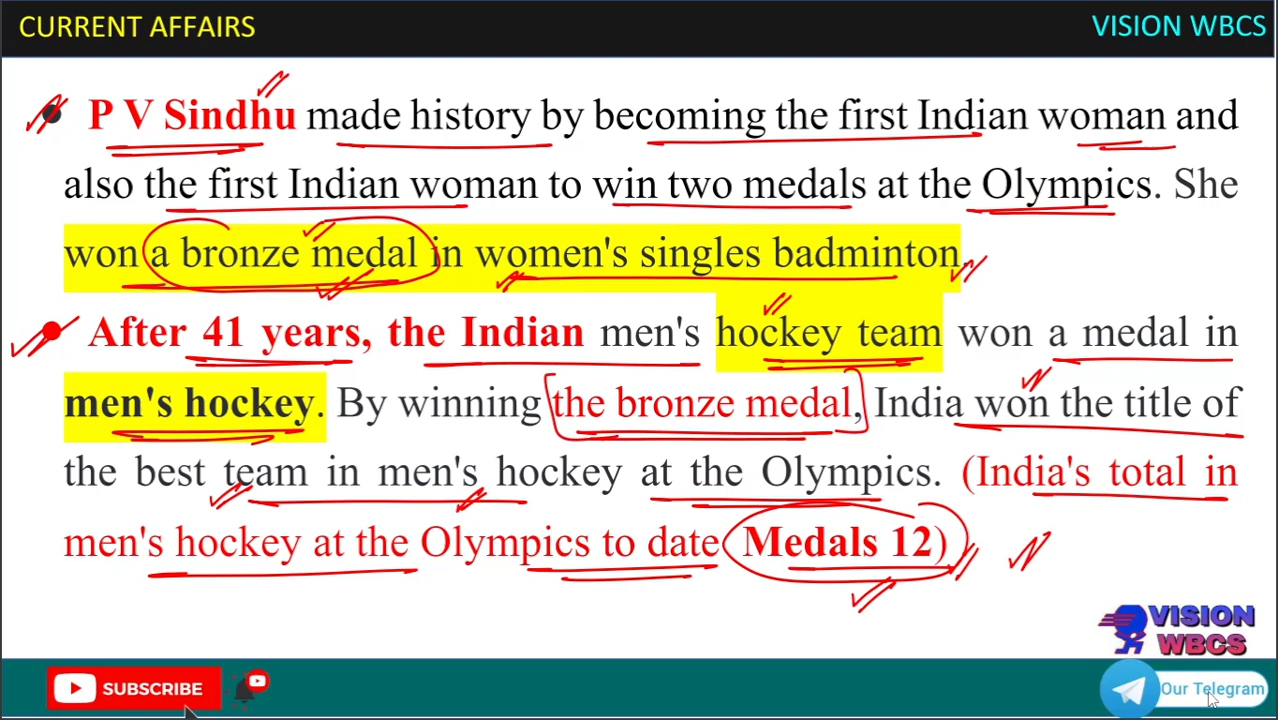 CURRENT AFFAIRS
VISION WBCS
P V Sindhu made history by becoming the first Indian woman and
also the first Indian woman to win two medals at the Olympics. She
won a bronze medal in women's singles badminton.
After 41 years, the Indian men's hockey team won a medal in
men's hockey. By winning the bronze medal, India won the title of
the best team in men's hockey at the Olympics. (India's total in
men's hockey at the Olympics to date Medals 12)
VISION
WBCS
SUBSCRIBE
Our Telegram